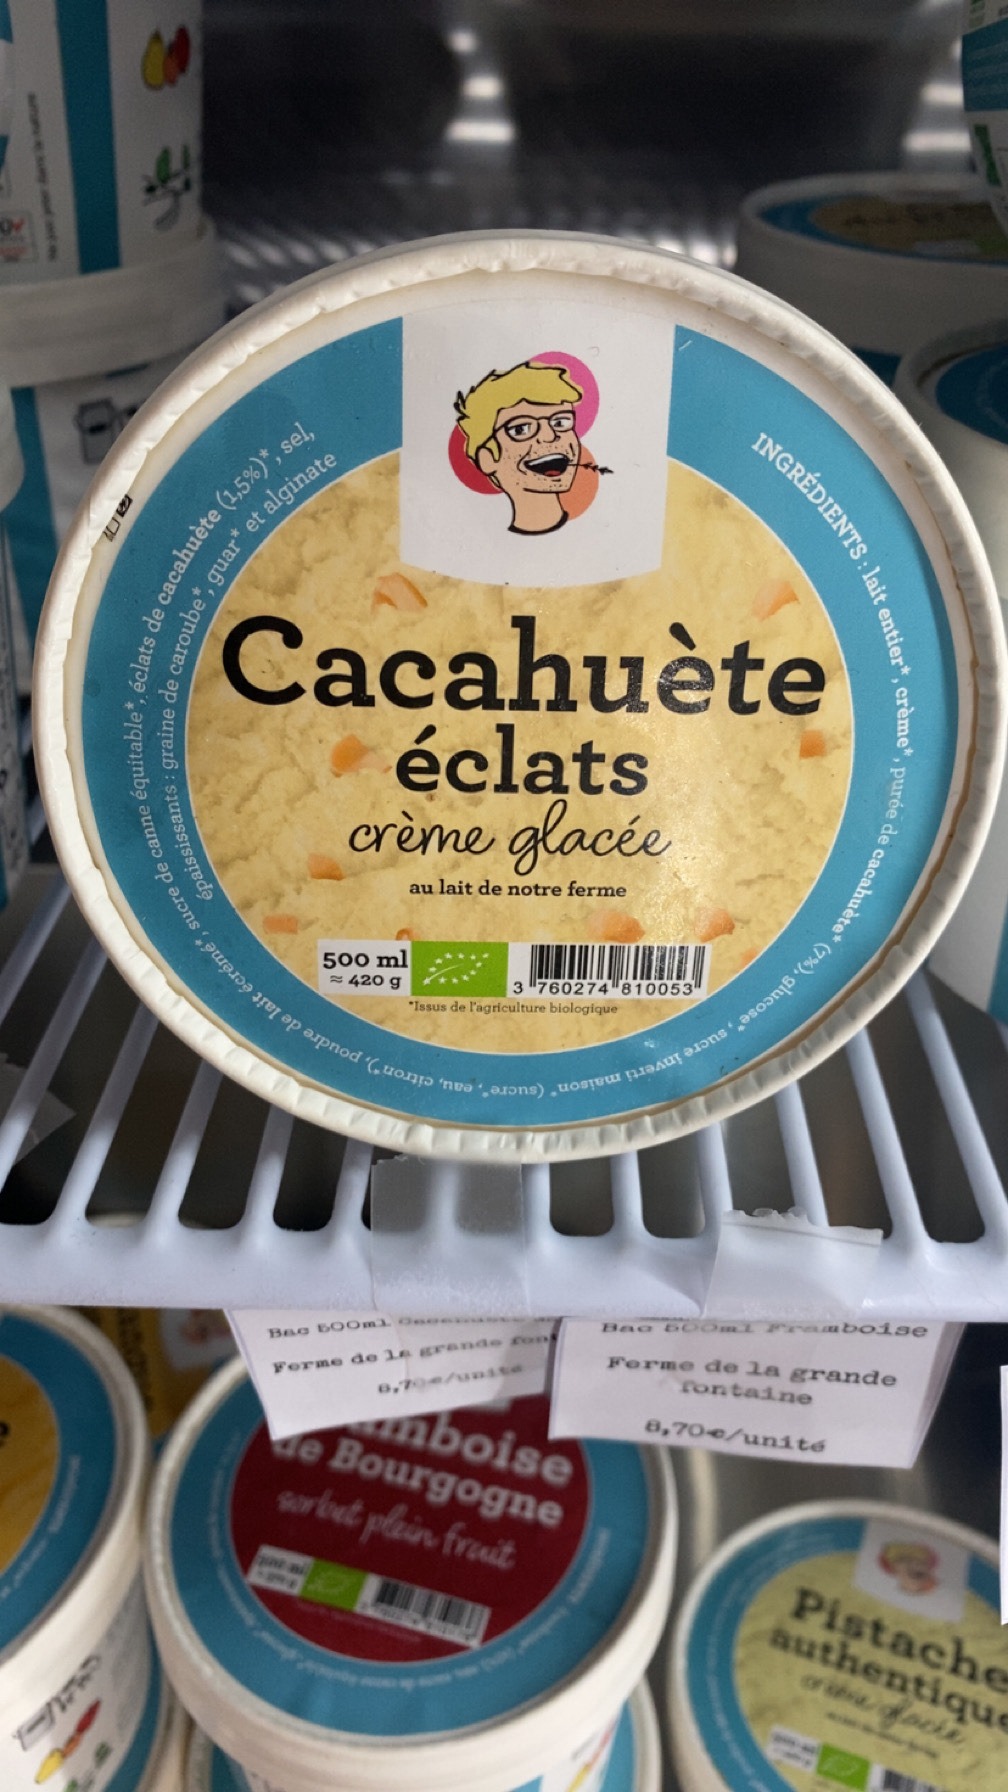 INGRÉDIENTS : lait entier*, crème*, purée de cacahuète* (7%), glucose*, sucre inverti maison* (sucre*, eau, citron*), poudre de lait écrémé*, sucre de canne équitable*, éclats de cacahuète (1,5%)*, sel,
épaississants : graine de caroube*, guar* et alginate
Cacahuète
éclats
crème glacée
au lait de notre ferme
500 ml
≈ 420 g
3 760274 810053
*Issus de l'agriculture biologique
Bac 500ml
Ferme de la grande
8,70€/unité
Bac 500ml Framboise
Ferme de la grande
fontaine
8,70€/unité
de Bourgogne
sorbet plein fruit
Pistache
authentique
crème glacée